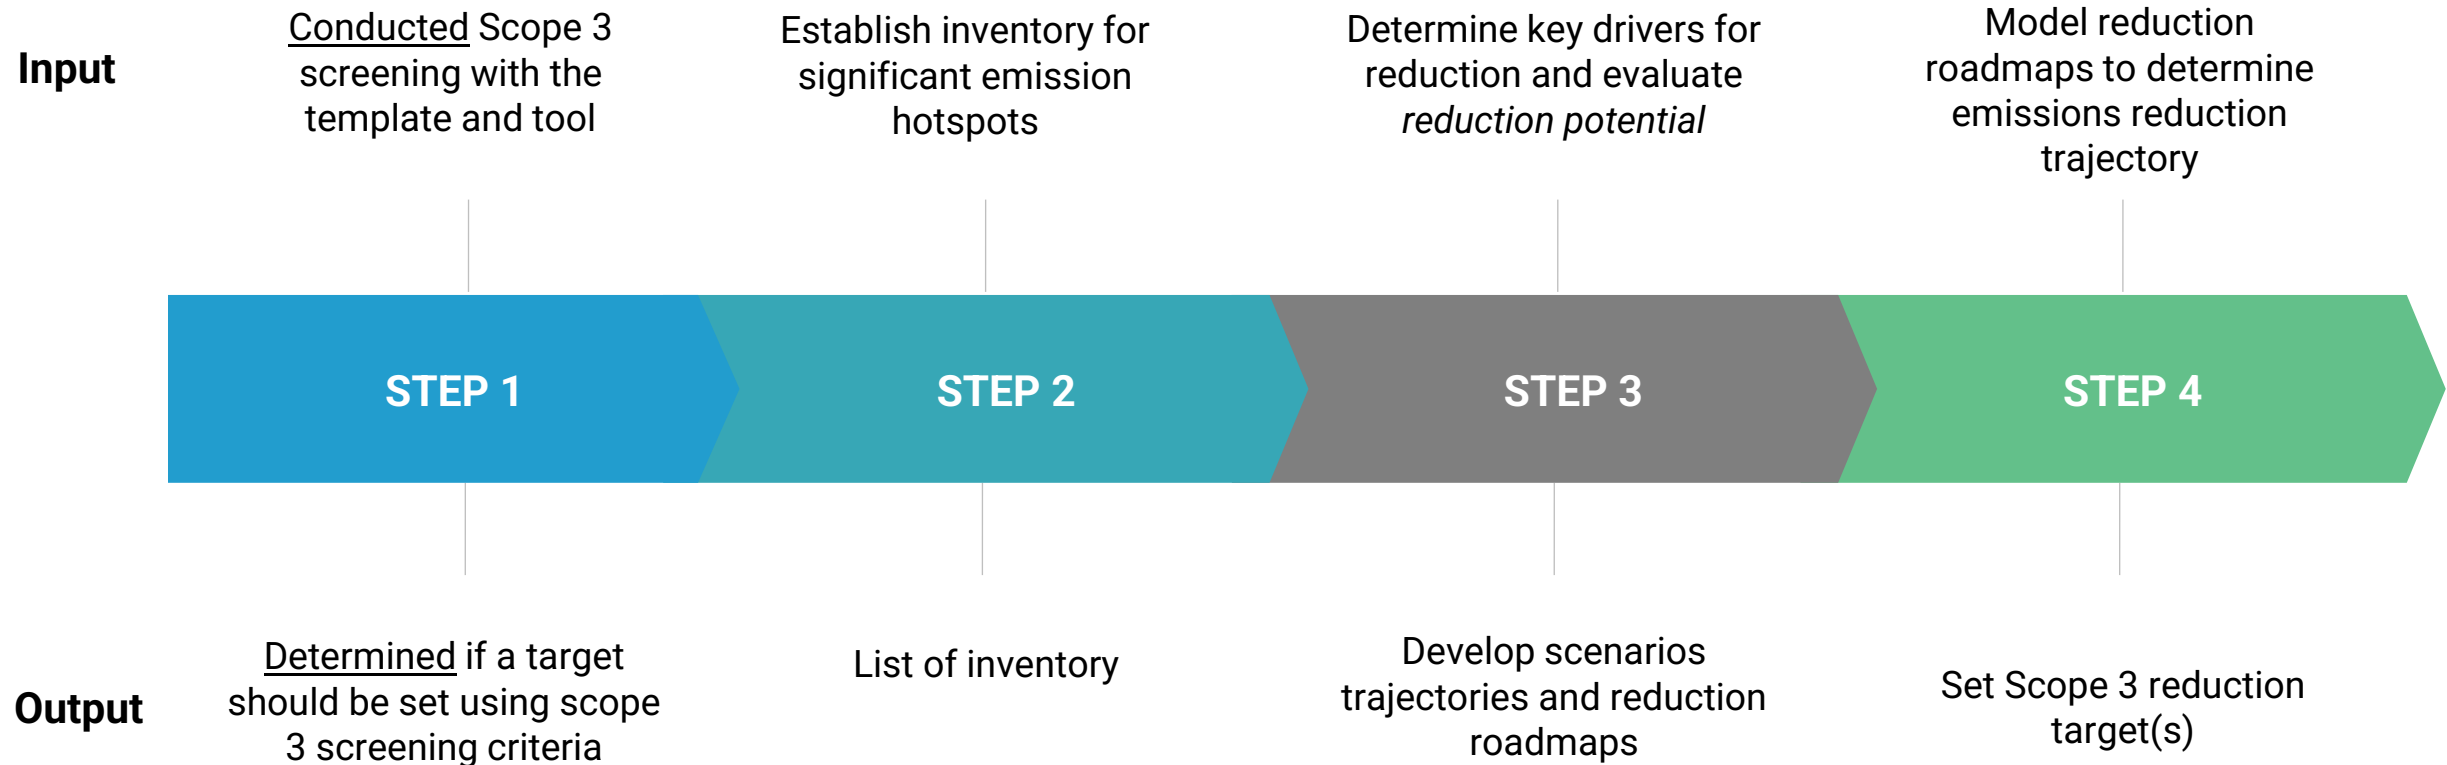 Input
Conducted Scope 3
screening with the
template and tool
Establish inventory for
significant emission
hotspots
Determine key drivers for
reduction and evaluate
reduction potential
Model reduction
roadmaps to determine
emissions reduction
trajectory
STEP 1
STEP 2
STEP 3
STEP 4
Output
Determined if a target
should be set using scope
3 screening criteria
List of inventory
Develop scenarios
trajectories and reduction
roadmaps
Set Scope 3 reduction
target(s)